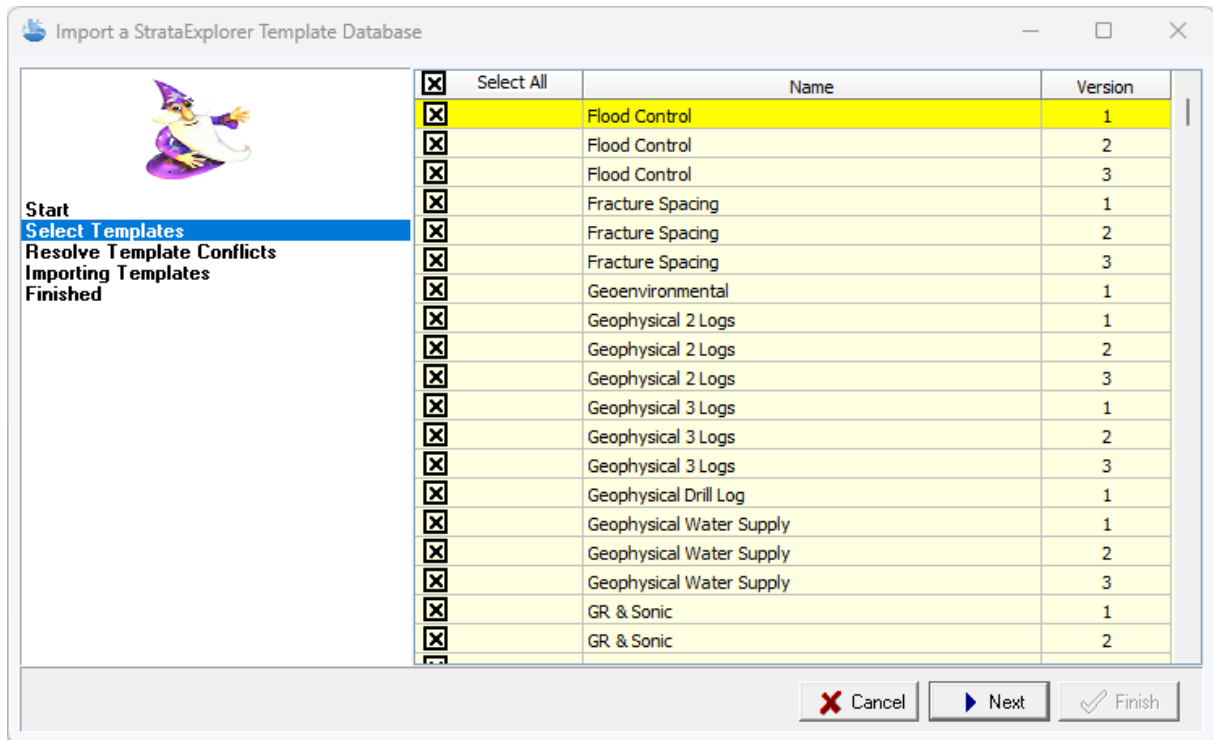 Import a StrataExplorer Template Database
Start
Select Templates
Resolve Template Conflicts
Importing Templates
Finished
Select All Name Version
Flood Control 1
Flood Control 2
Flood Control 3
Fracture Spacing 1
Fracture Spacing 2
Fracture Spacing 3
Geoenvironmental 1
Geophysical 2 Logs 1
Geophysical 2 Logs 2
Geophysical 2 Logs 3
Geophysical 3 Logs 1
Geophysical 3 Logs 2
Geophysical 3 Logs 3
Geophysical Drill Log 1
Geophysical Water Supply 1
Geophysical Water Supply 2
Geophysical Water Supply 3
GR & Sonic 1
GR & Sonic 2
Cancel Next Finish